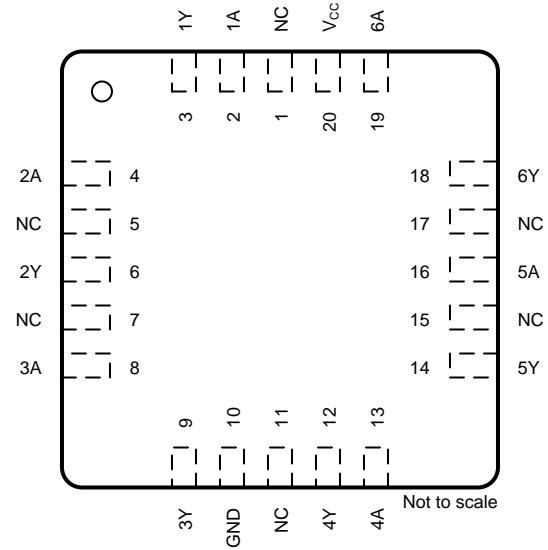 1Y 1A NC VCC 6A
3 2 1 20 19
2A 4 18 6Y
NC 5 17 NC
2Y 6 16 5A
NC 7 15 NC
3A 8 14 5Y
9 10 11 12 13
3Y GND NC 4Y 4A
Not to scale